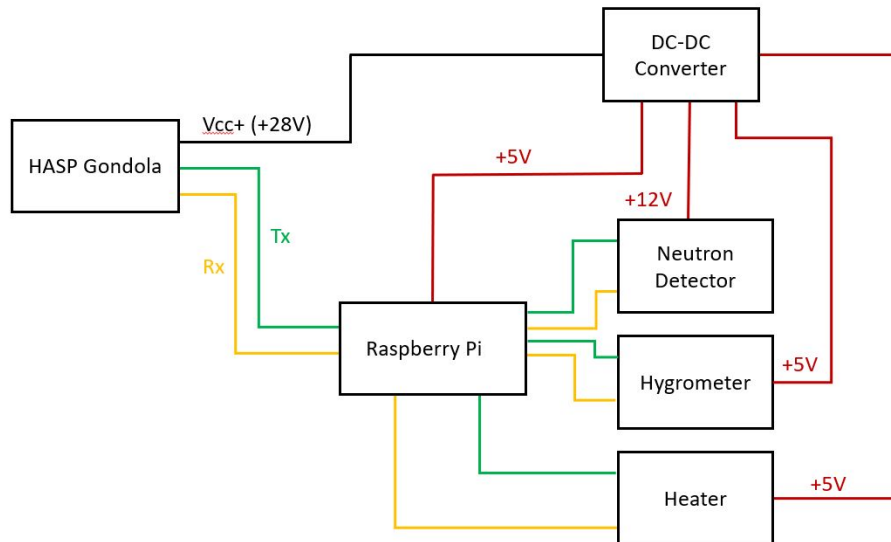 DC-DC
Converter
Vcc+ (+28V)
HASP Gondola
+5V
+12V
Tx
Rx
Neutron
Detector
Raspberry Pi
Hygrometer
+5V
Heater
+5V